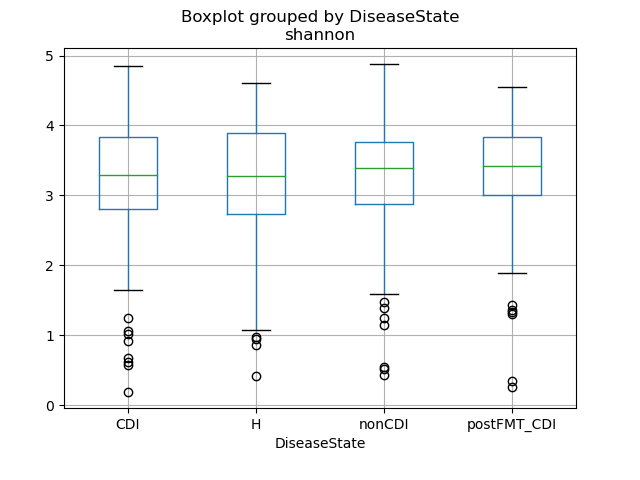 Boxplot grouped by DiseaseState
shannon
5
4
3
2
1
0
CDI H nonCDI postFMT_CDI
DiseaseState